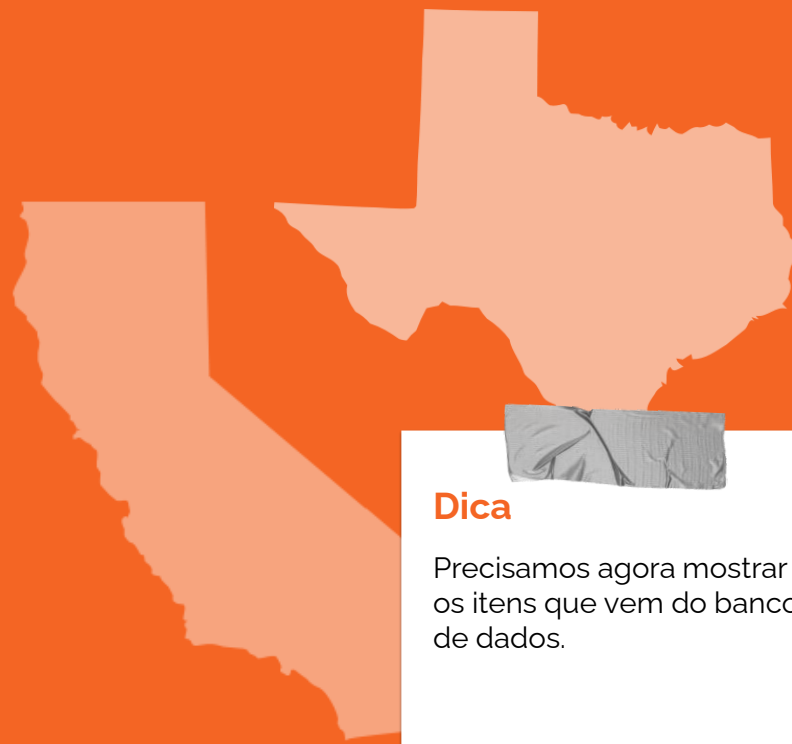 Dica
Precisamos agora mostrar
os itens que vem do banco
de dados.